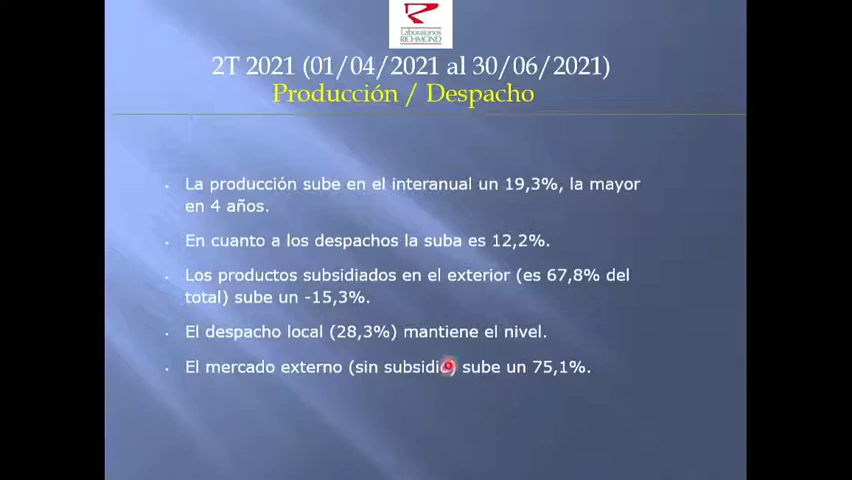 Laboratorios
RICHMOND
2T 2021 (01/04/2021 al 30/06/2021)
Producción / Despacho
La producción sube en el interanual un 19,3%, la mayor
en 4 años.
En cuanto a los despachos la suba es 12,2%.
Los productos subsidiados en el exterior (es 67,8% del
total) sube un -15,3%.
El despacho local (28,3%) mantiene el nivel.
El mercado externo (sin subsidio) sube un 75,1%.